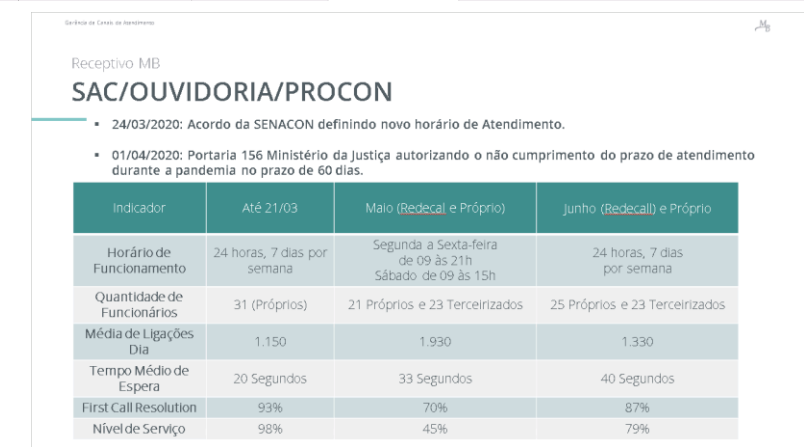 Gerência de Canais de Atendimento
MB
Receptivo MB
SAC/OUVIDORIA/PROCON
▪ 24/03/2020: Acordo da SENACON definindo novo horário de Atendimento.
▪ 01/04/2020: Portaria 156 Ministério da Justiça autorizando o não cumprimento do prazo de atendimento
durante a pandemia no prazo de 60 dias.
Indicador Até 21/03 Maio (Redecal e Próprio) Junho (Redecall) e Próprio
Horário de Funcionamento 24 horas, 7 dias por semana Segunda a Sexta-feira de 09 às 21h Sábado de 09 às 15h 24 horas, 7 dias por semana
Quantidade de Funcionários 31 (Próprios) 21 Próprios e 23 Terceirizados 25 Próprios e 23 Terceirizados
Média de Ligações Dia 1.150 1.930 1.330
Tempo Médio de Espera 20 Segundos 33 Segundos 40 Segundos
First Call Resolution 93% 70% 87%
Nível de Serviço 98% 45% 79%